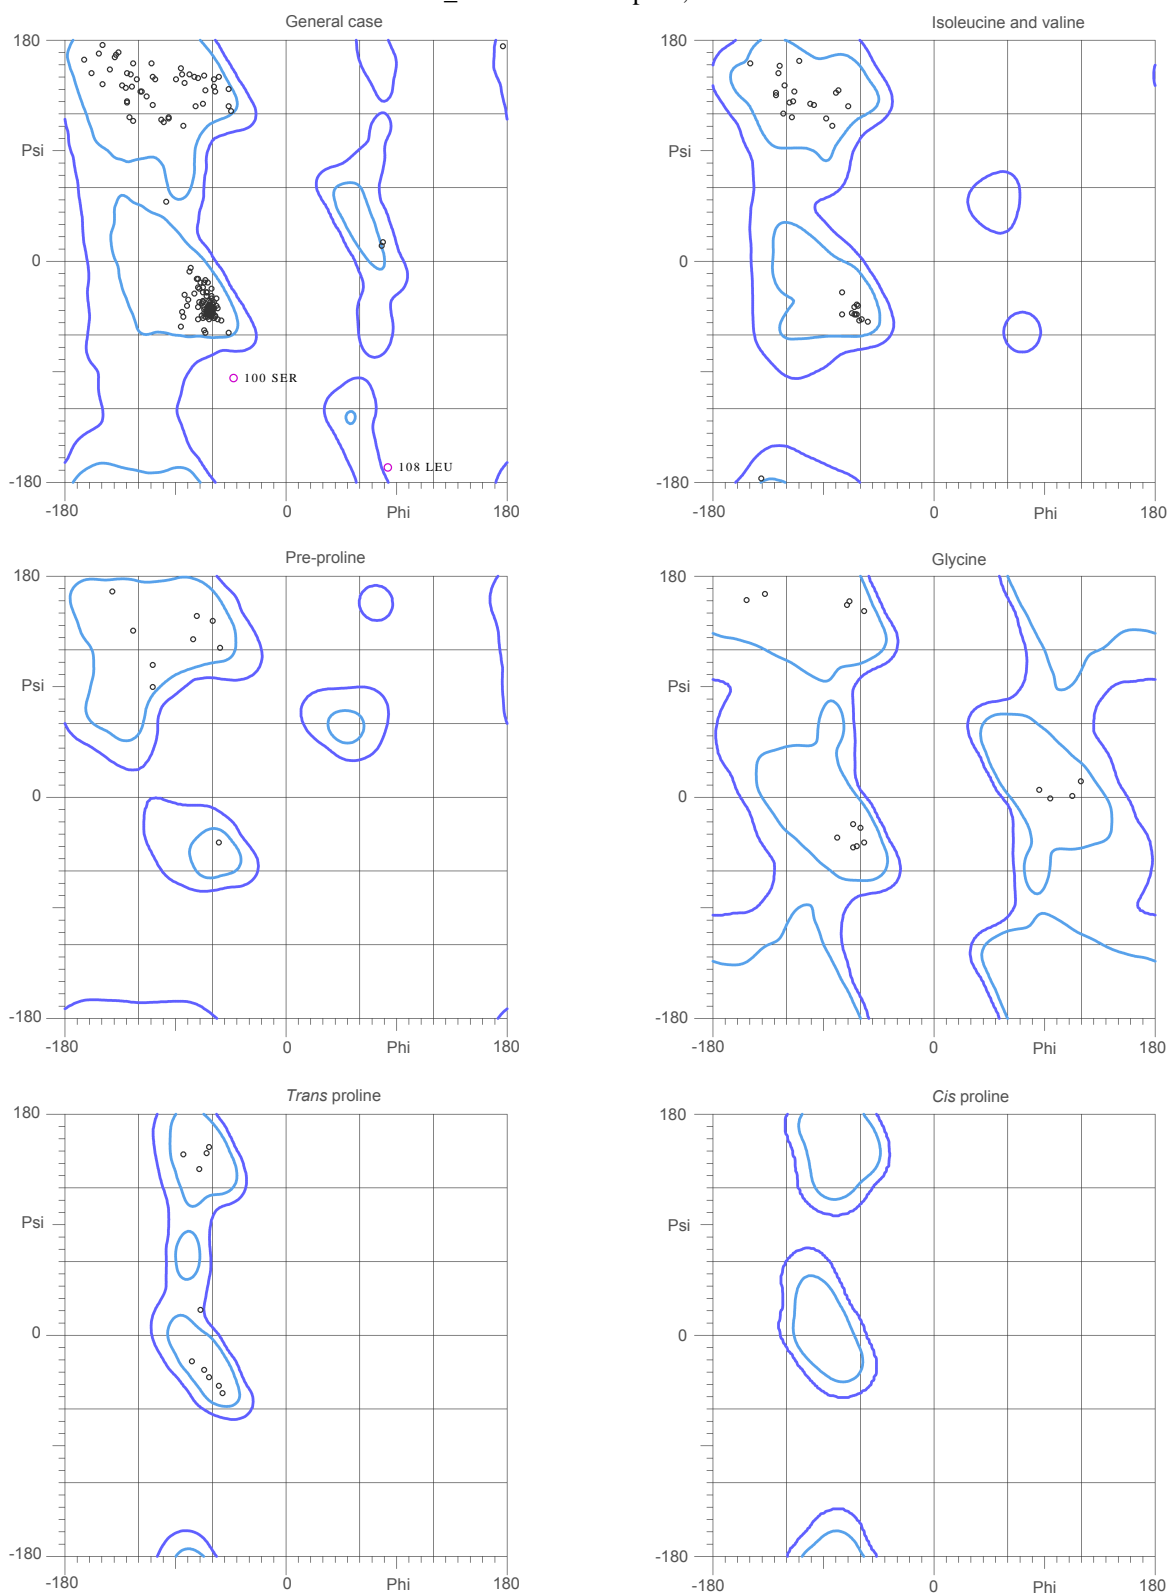 General case
Isoleucine and valine
180
180
Psi
Psi
0
0
100 SER
108 LEU
-180
-180
-180 0 Phi 180
-180 0 Phi 180
Pre-proline
Glycine
180
180
Psi
Psi
0
0
-180
-180
-180 0 Phi 180
-180 0 Phi 180
Trans proline
Cis proline
180
180
Psi
Psi
0
0
-180
-180
-180 0 Phi 180
-180 0 Phi 180